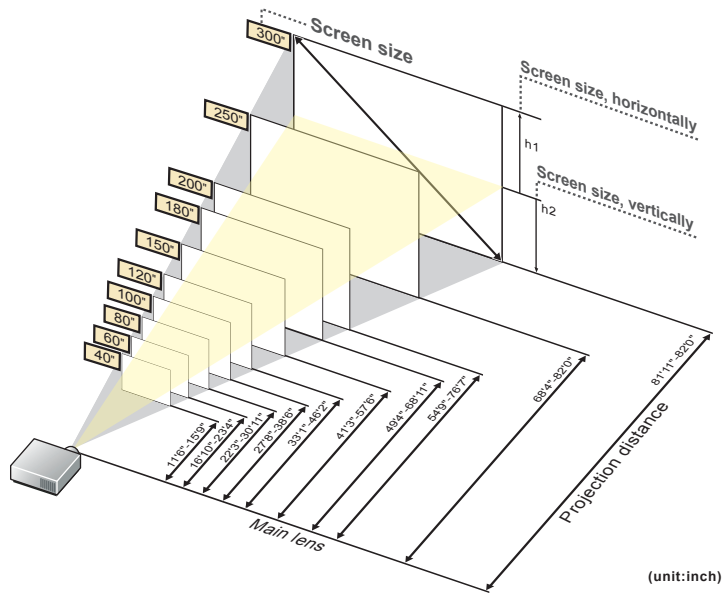 300"
Screen size
250"
200"
180"
150"
120"
100"
80"
60"
40"
Screen size, horizontally
h1
Screen size, vertically
h2
11'6"-15'9"
16'10"-23'4"
22'3"-30'11"
27'8"-38'6"
33'1"-46'2"
41'3"-57'6"
49'4"-68'11"
54'9"-76'7"
68'4"-82'0"
81'11"-82'0"
Projection distance
Main lens
(unit:inch)